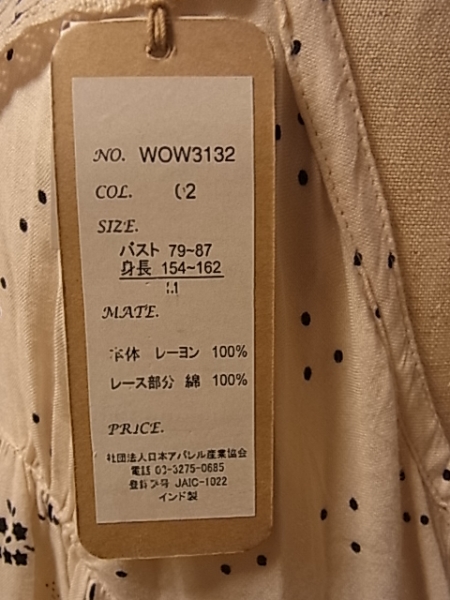 NO. WOW3132
COL. 02
SIZE.
バスト 79~87
身長 154~162
M
MATE.
本体 レーヨン 100%
レース部分 綿 100%
PRICE.
社団法人日本アパレル産業協会
電話 03-3275-0685
登録番号 JAIC-1022
インド製